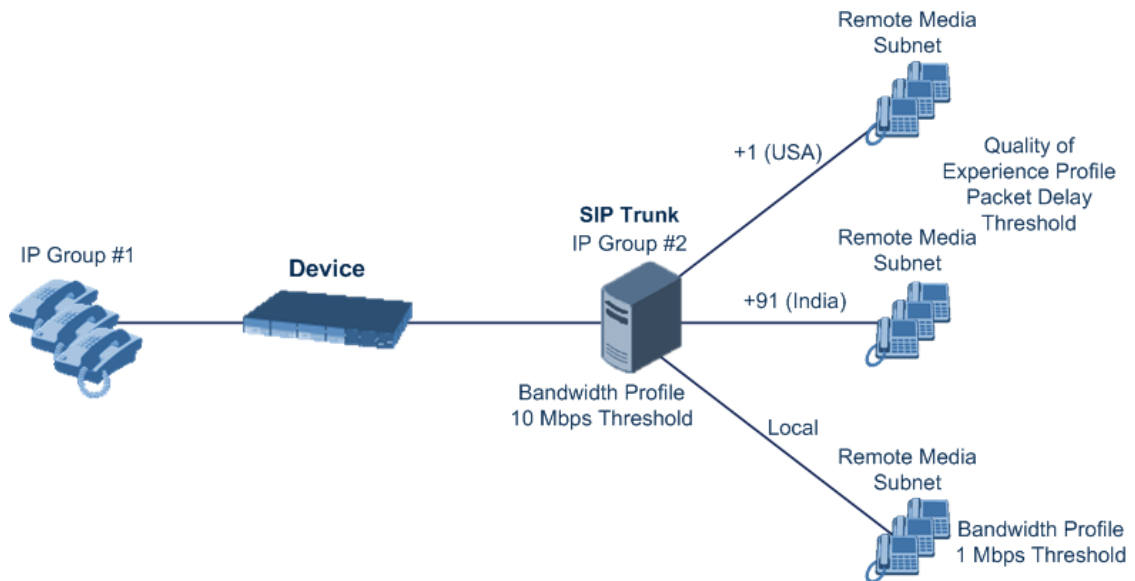 Remote Media
Subnet
+1 (USA)
Quality of
Experience Profile
Packet Delay
Threshold
SIP Trunk
IP Group #2
IP Group #1
Device
Remote Media
Subnet
+91 (India)
Bandwidth Profile
10 Mbps Threshold
Local
Remote Media
Subnet
Bandwidth Profile
1 Mbps Threshold